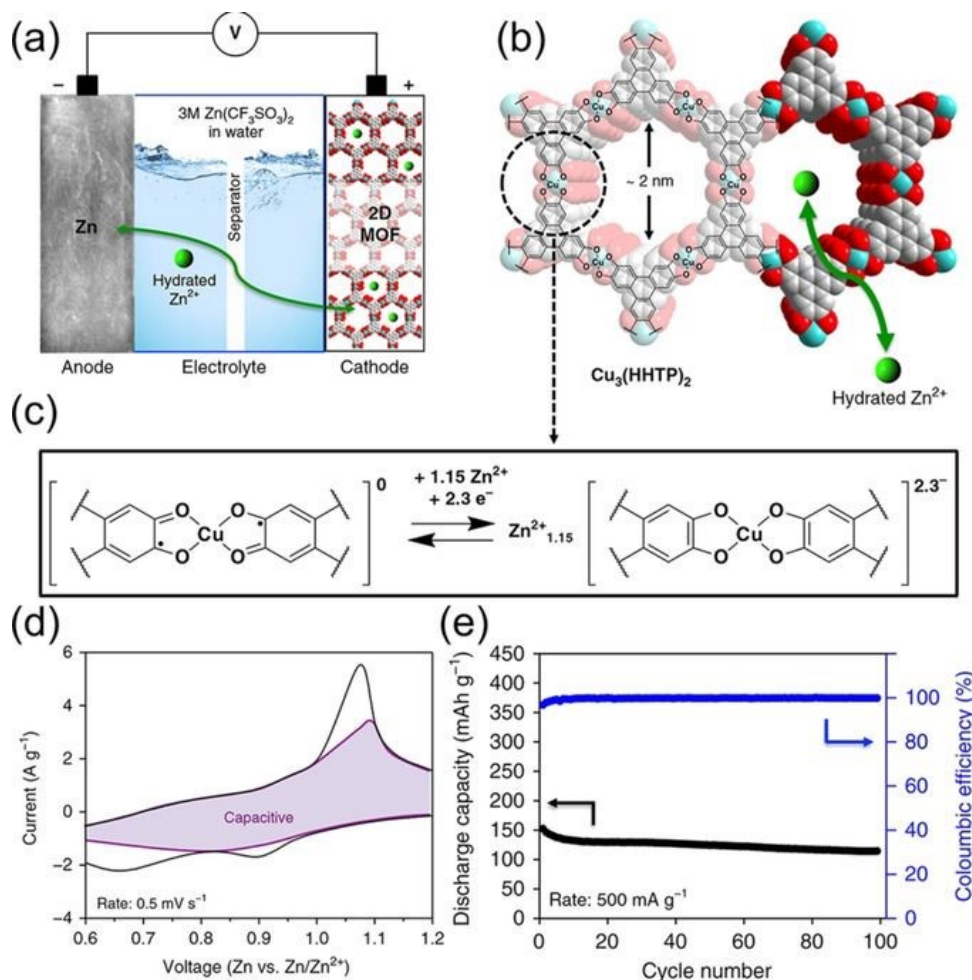 (a)
V
−
+
3M Zn(CF₃SO₃)₂
in water
Separator
Zn
Hydrated
Zn²⁺
2D
MOF
Anode
Electrolyte
Cathode
(b)
Cu
O
~ 2 nm
Cu₃(HHTP)₂
Hydrated Zn²⁺
(c)
0
+ 1.15 Zn²⁺
+ 2.3 e⁻
Zn²⁺₁.₁₅
2.3−
O Cu O
O O
O Cu O
O O
(d)
Current (A g⁻¹)
6
4
2
0
−2
−4
Capacitive
Rate: 0.5 mV s⁻¹
0.6 0.7 0.8 0.9 1.0 1.1 1.2
Voltage (Zn vs. Zn/Zn²⁺)
(e)
Discharge capacity (mAh g⁻¹)
450
400
350
300
250
200
150
100
50
0
Rate: 500 mA g⁻¹
0 20 40 60 80 100
Cycle number
100
80
60
40
20
0
Coloumbic efficiency (%)